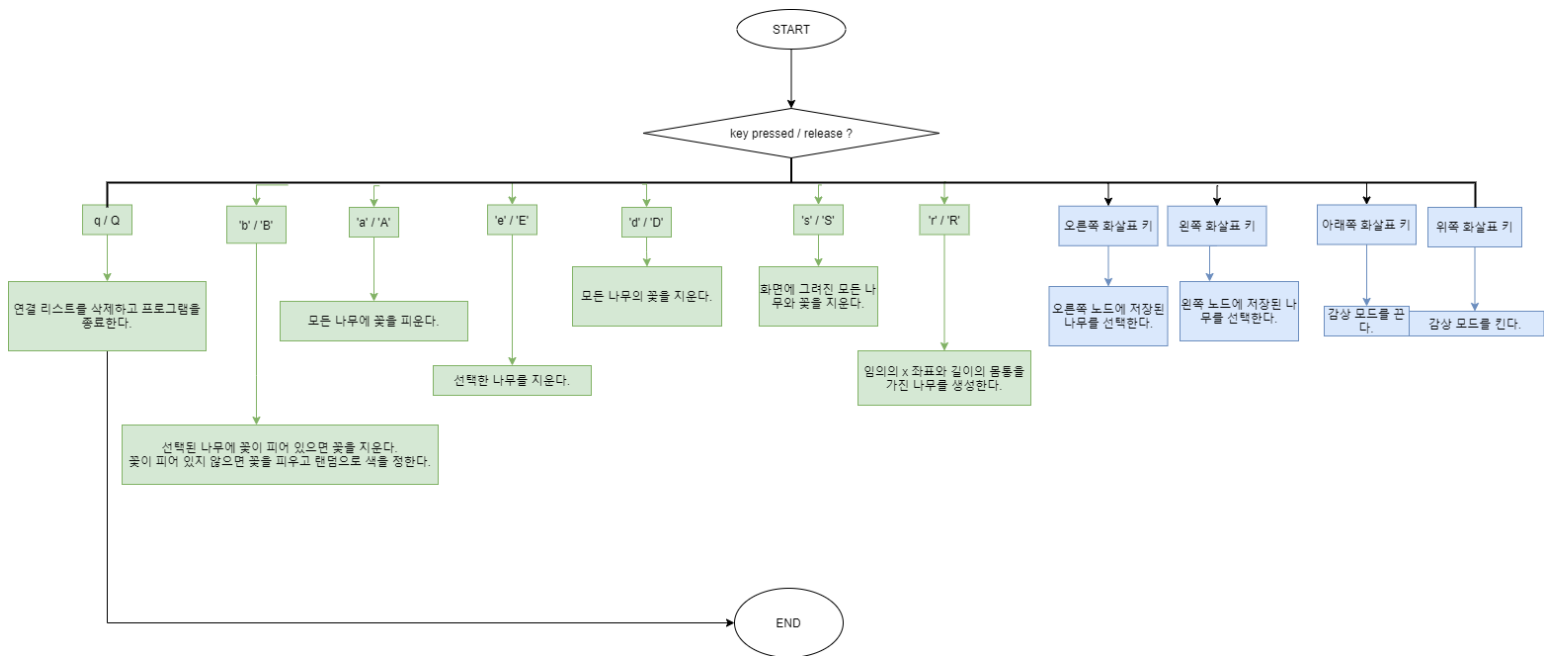 START
key pressed / release ?
q / Q
'b' / 'B'
'a' / 'A'
'e' / 'E'
'd' / 'D'
's' / 'S'
'r' / 'R'
오른쪽 화살표 키
왼쪽 화살표 키
아래쪽 화살표 키
위쪽 화살표 키
연결 리스트를 삭제하고 프로그램을
종료한다.
모든 나무에 꽃을 피운다.
모든 나무의 꽃을 지운다.
화면에 그려진 모든 나
무와 꽃을 지운다.
오른쪽 노드에 저장된
나무를 선택한다.
왼쪽 노드에 저장된 나
무를 선택한다.
감상 모드를 끈
다.
감상 모드를 킨다.
선택한 나무를 지운다.
임의의 x 좌표와 길이의 몸통을
가진 나무를 생성한다.
선택된 나무에 꽃이 피어 있으면 꽃을 지운다.
꽃이 피어 있지 않으면 꽃을 피우고 랜덤으로 색을 정한다.
END